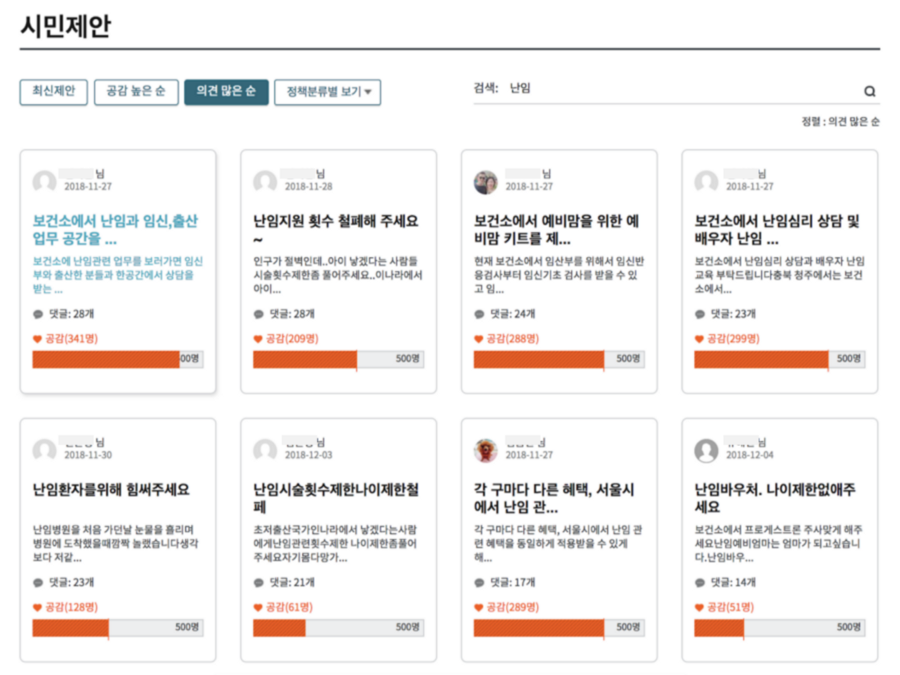 시민제안
최신제안
공감 높은 순
의견 많은 순
정책분류별 보기 ▾
검색: 난임
정렬 : 의견 많은 순
님
2018-11-27
보건소에서 난임과 임신,출산
업무 공간을 ...
보건소에 난임관련 업무를 보러가면 임신
부와 출산한 분들과 한공간에서 상담을
받는 ...
댓글: 28개
공감(341명)
00명
님
2018-11-28
난임지원 횟수 철폐해 주세요
~
인구가 절벽인데..아이 낳겠다는 사람들
시술횟수제한좀 풀어주세요..이나라에서
아이...
댓글: 28개
공감(209명)
500명
님
2018-11-27
보건소에서 예비맘을 위한 예
비맘 키트를 제...
현재 보건소에서 임산부를 위해서 임신반
응검사부터 임신기초 검사를 받을 수 있
고 임...
댓글: 24개
공감(288명)
500명
님
2018-11-27
보건소에서 난임심리 상담 및
배우자 난임 ...
보건소에서 난임심리 상담과 배우자 난임
교육 부탁드립니다충북 청주에서는 보건
소에서...
댓글: 23개
공감(299명)
500명
님
2018-11-30
난임환자를위해 힘써주세요
난임병원을 처음 가던날 눈물을 흘리며
병원에 도착했을때깜짝 놀랬습니다생각
보다 저같...
댓글: 23개
공감(128명)
500명
님
2018-12-03
난임시술횟수제한나이제한철
폐
초저출산국가인나라에서 낳겠다는사람
에게난임관련횟수제한 나이제한좀풀어
주세요자기몸다망가...
댓글: 21개
공감(61명)
500명
님
2018-11-27
각 구마다 다른 혜택, 서울시
에서 난임 관...
각 구마다 다른 혜택, 서울시에서 난임 관
련 혜택을 동일하게 적용받을 수 있게
해...
댓글: 17개
공감(289명)
500명
님
2018-12-04
난임바우처. 나이제한없애주
세요
보건소에서 프로게스트론 주사맞게 해주
세요난임예비엄마는 엄마가 되고싶습니
다.난임바우...
댓글: 14개
공감(51명)
500명